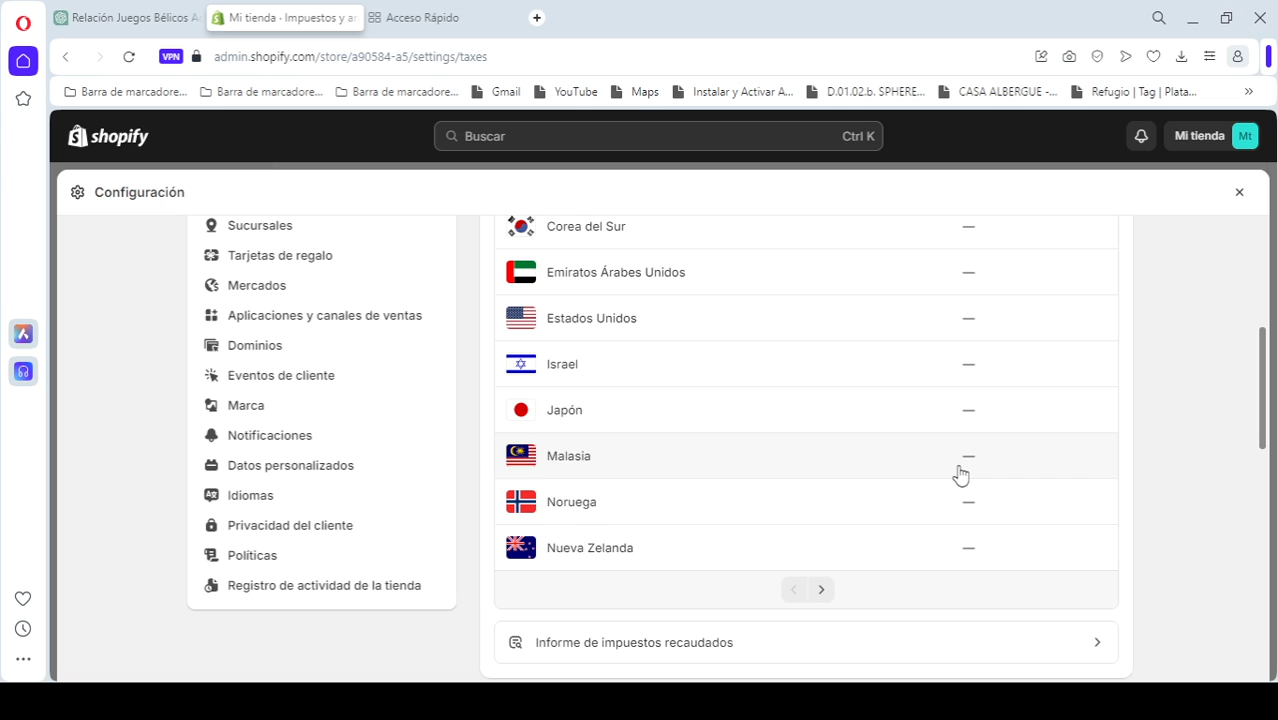 Relación Juegos Bélicos A
Mi tienda · Impuestos y ar
Acceso Rápido
VPN
admin.shopify.com/store/a90584-a5/settings/taxes
Barra de marcadore...
Barra de marcadore...
Barra de marcadore...
Gmail
YouTube
Maps
Instalar y Activar A...
D.01.02.b. SPHERE...
CASA ALBERGUE -...
Refugio | Tag | Plata...
shopify
Buscar
Ctrl K
Mi tienda
Mt
Configuración
Sucursales
Tarjetas de regalo
Mercados
Aplicaciones y canales de ventas
Dominios
Eventos de cliente
Marca
Notificaciones
Datos personalizados
Idiomas
Privacidad del cliente
Políticas
Registro de actividad de la tienda
Corea del Sur —
Emiratos Árabes Unidos —
Estados Unidos —
Israel —
Japón —
Malasia —
Noruega —
Nueva Zelanda —
Informe de impuestos recaudados